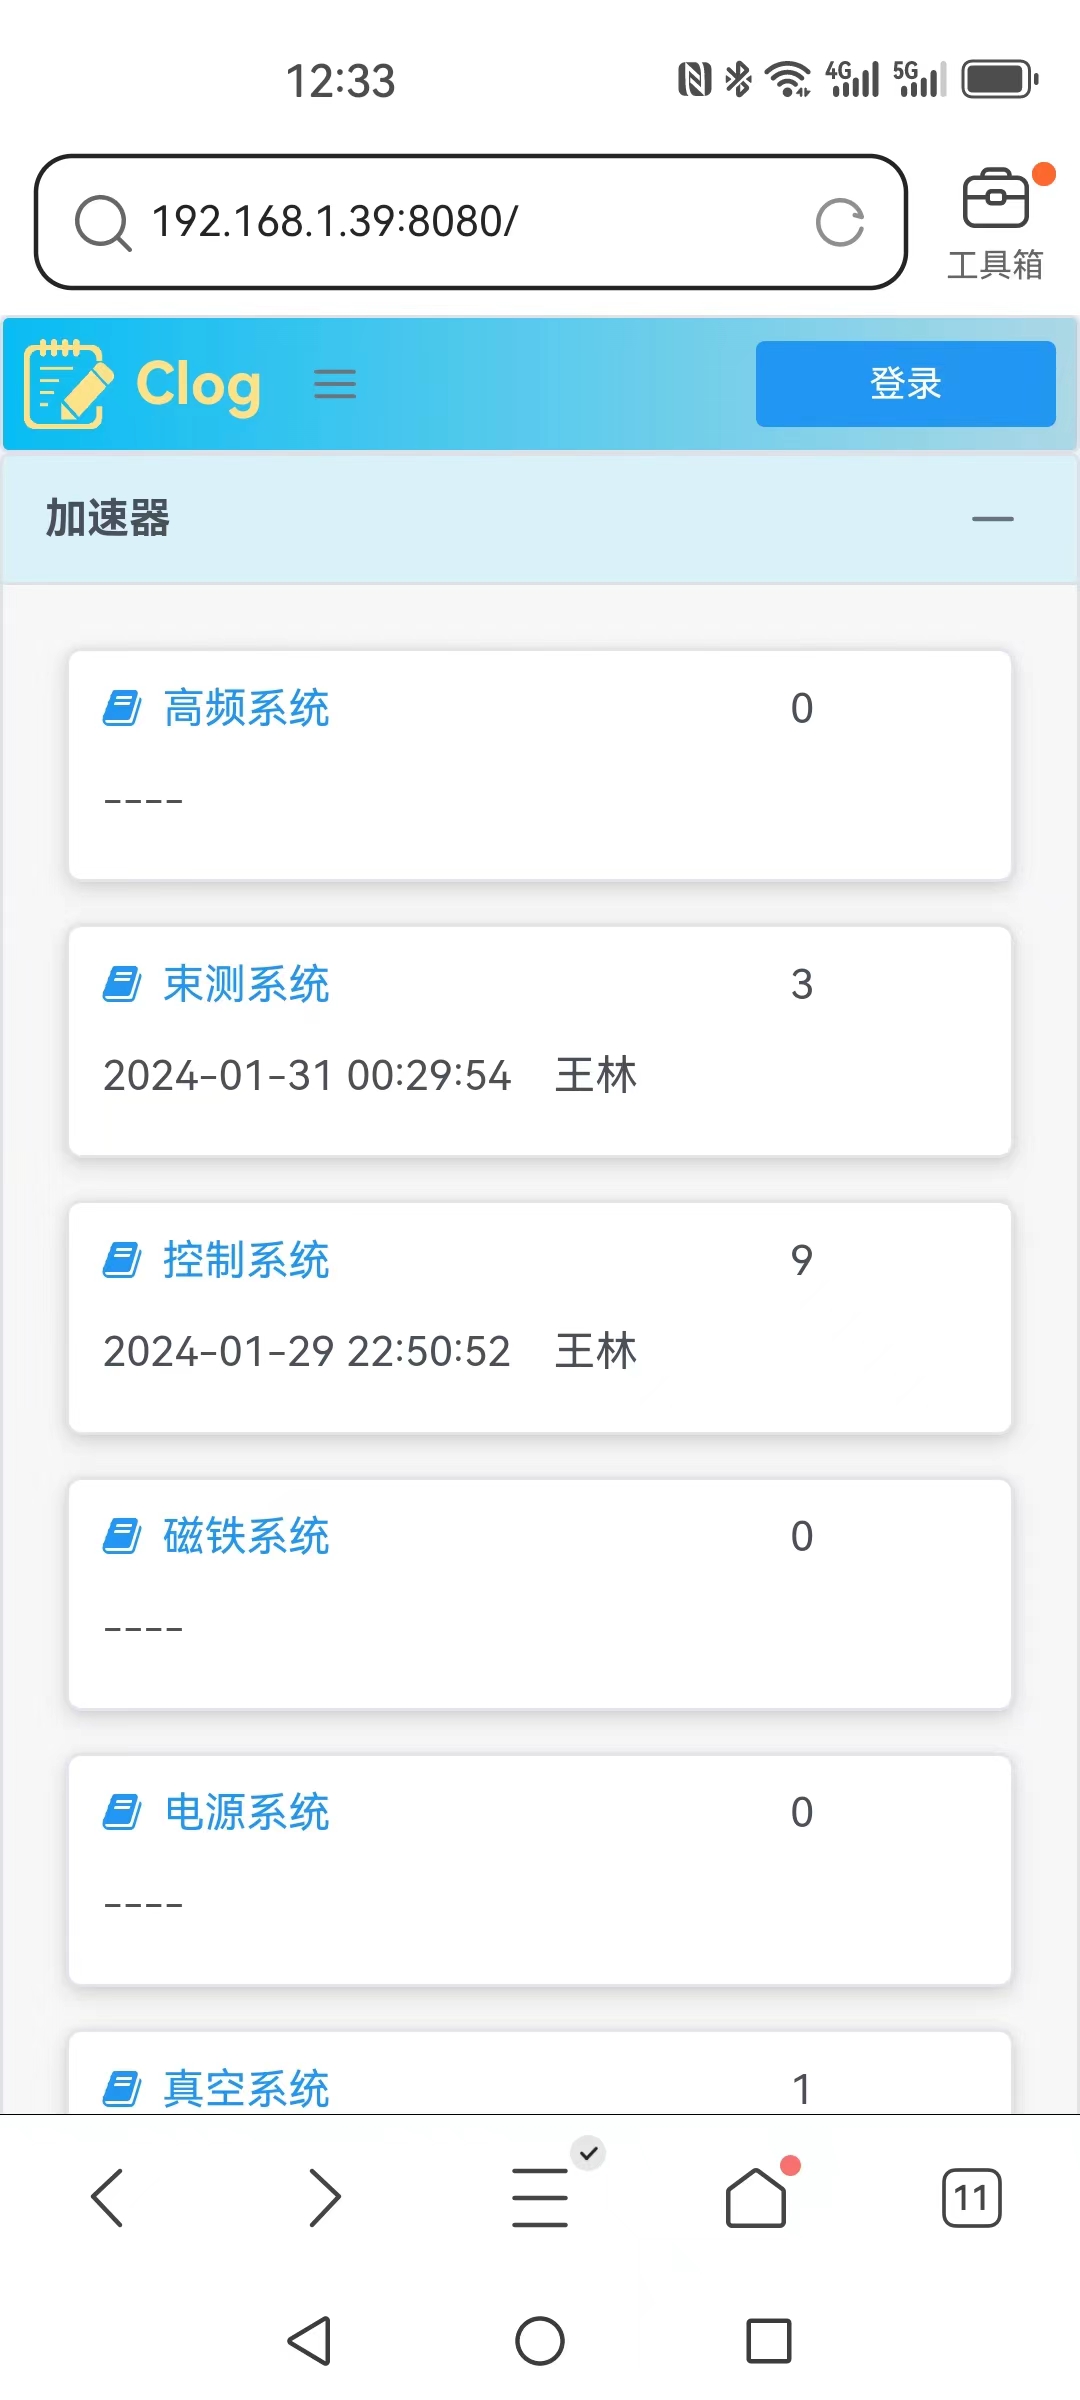 12:33
4G 5G
192.168.1.39:8080/
工具箱
Clog
登录
加速器
高频系统 0
----
束测系统 3
2024-01-31 00:29:54 王林
控制系统 9
2024-01-29 22:50:52 王林
磁铁系统 0
----
电源系统 0
----
真空系统 1
11